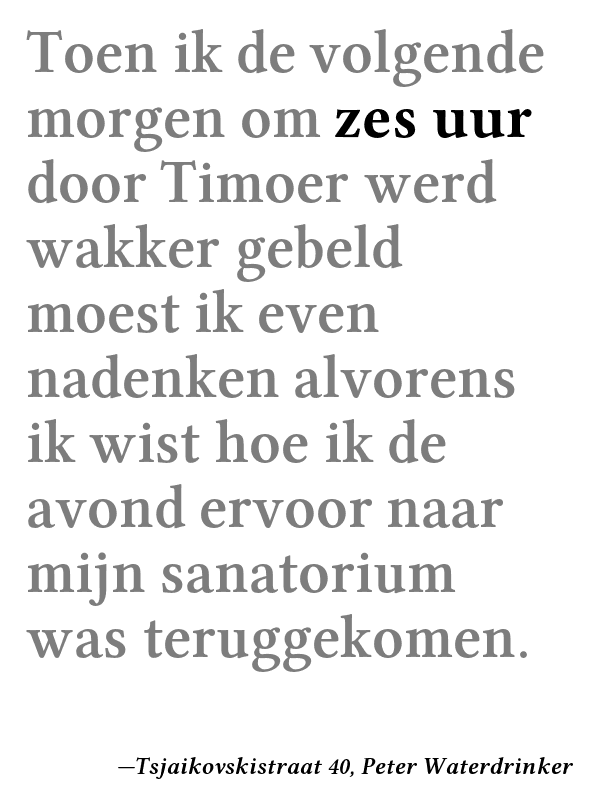 Toen ik de volgende
morgen om zes uur
door Timoer werd
wakker gebeld
moest ik even
nadenken alvorens
ik wist hoe ik de
avond ervoor naar
mijn sanatorium
was teruggekomen.
—Tsjaikovskistraat 40, Peter Waterdrinker